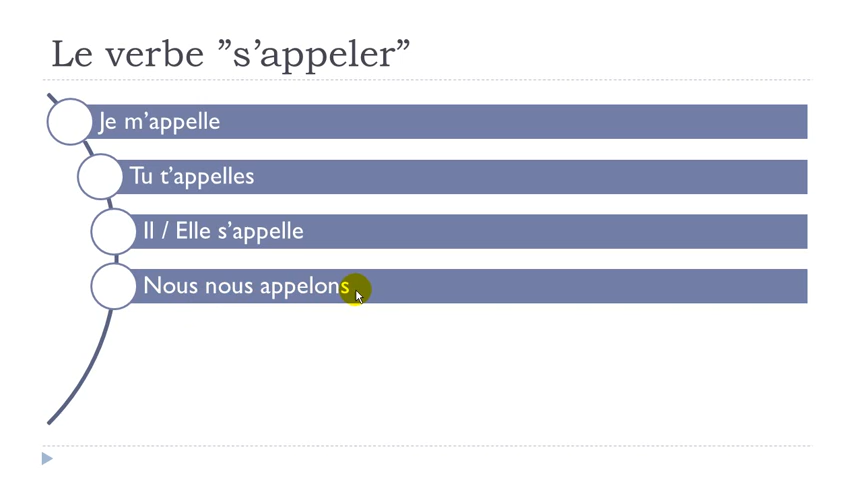 Le verbe ”s’appeler”
Je m’appelle
Tu t’appelles
Il / Elle s’appelle
Nous nous appelons